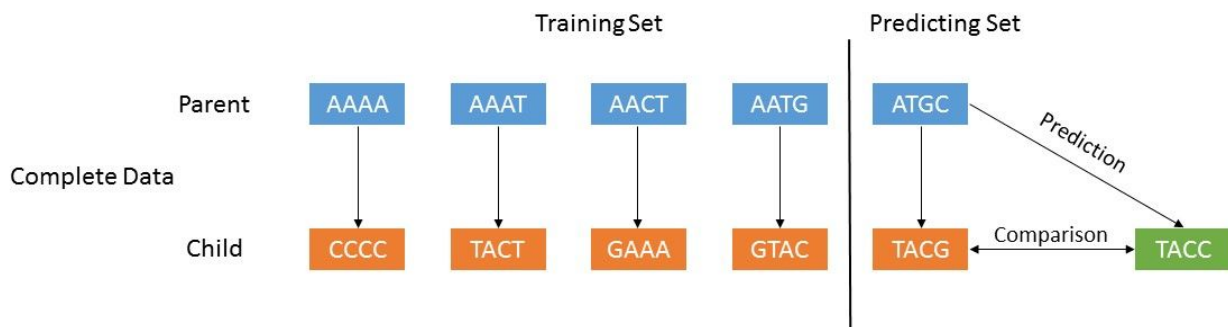 Training Set Predicting Set
Parent AAAA AAAT AACT AATG ATGC
Prediction
Complete Data
Child CCCC TACT GAAA GTAC TACG Comparison TACC